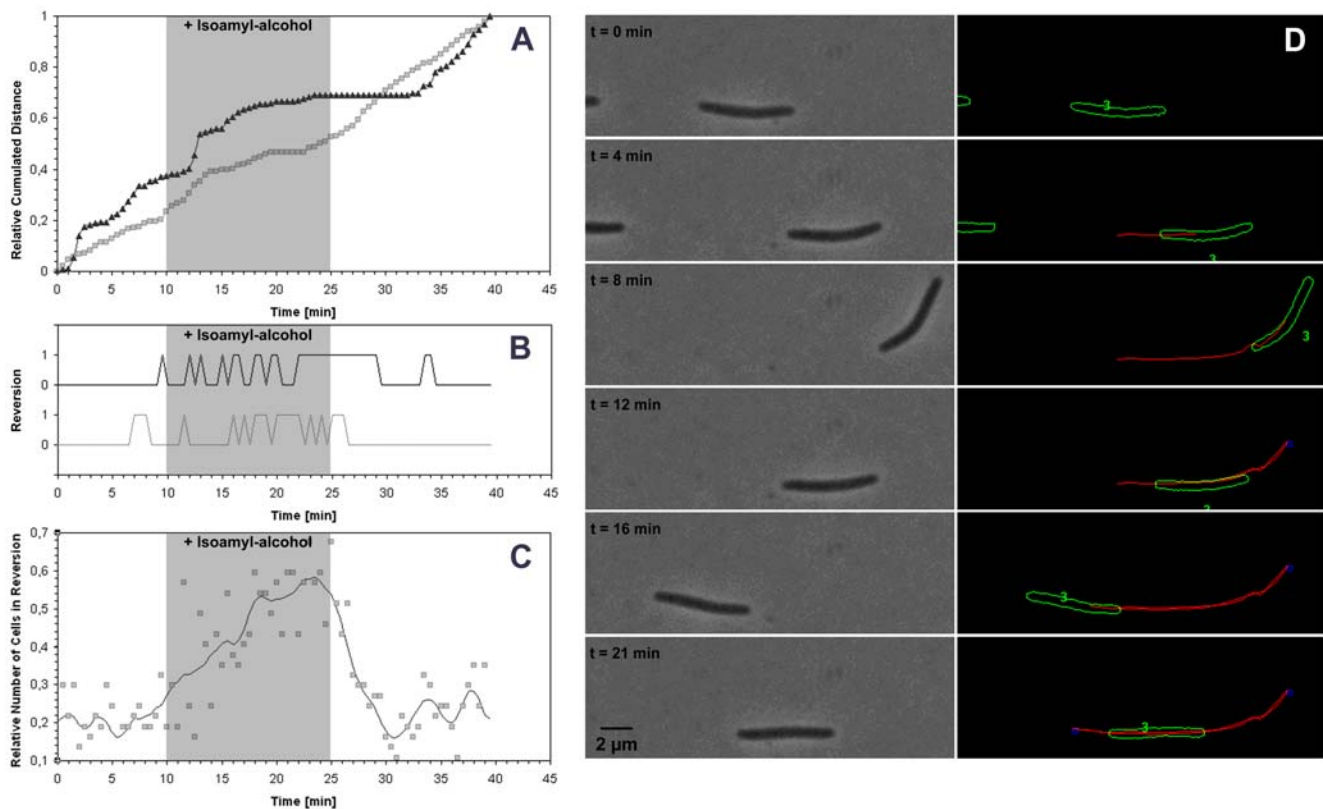 + Isoamyl-alcohol
A
1
0,8
0,6
0,4
0,2
0
Relative Cumulated Distance
0 5 10 15 20 25 30 35 40 45
Time [min]
+ Isoamyl-alcohol
B
1
0
1
0
Reversion
0 5 10 15 20 25 30 35 40 45
Time [min]
+ Isoamyl-alcohol
C
0,7
0,6
0,5
0,4
0,3
0,2
0,1
Relative Number of Cells in Reversion
0 5 10 15 20 25 30 35 40 45
Time [min]
D
t = 0 min
3
t = 4 min
3
t = 8 min
3
t = 12 min
3
t = 16 min
3
t = 21 min
3
2 µm